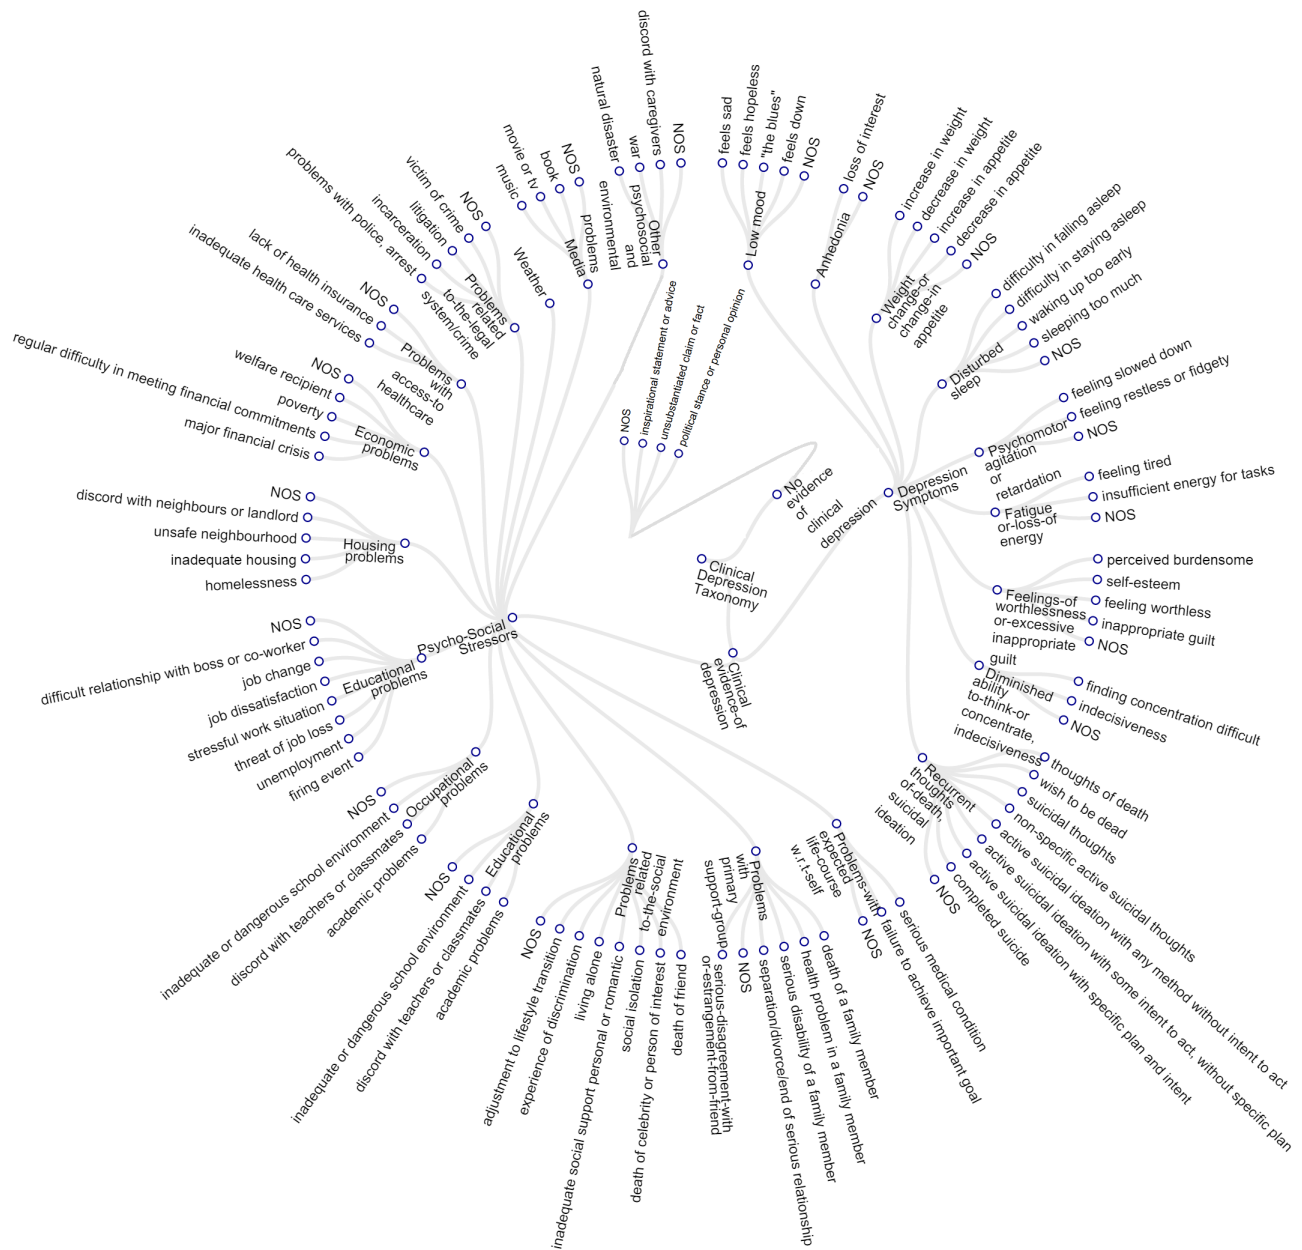 Clinical
Depression
Taxonomy
No
evidence
of
clinical
depression
NOS
inspirational statement or advice
unsubstantiated claim or fact
political stance or personal opinion
Clinical
evidence-of
depression
Depression
Symptoms
Low mood
feels sad
feels hopeless
"the blues"
feels down
NOS
Anhedonia
loss of interest
NOS
Weight
change-or
change-in
appetite
increase in weight
decrease in weight
increase in appetite
decrease in appetite
NOS
Disturbed
sleep
difficulty in falling asleep
difficulty in staying asleep
waking up too early
sleeping too much
NOS
Psychomotor
agitation
or
retardation
feeling slowed down
feeling restless or fidgety
NOS
Fatigue
or-loss-of
energy
feeling tired
insufficient energy for tasks
NOS
Feelings-of
worthlessness
or-excessive
inappropriate
guilt
perceived burdensome
self-esteem
feeling worthless
inappropriate guilt
NOS
Diminished
ability
to-think-or
concentrate,
indecisiveness
finding concentration difficult
indecisiveness
NOS
Recurrent
thoughts
of-death,
suicidal
ideation
thoughts of death
wish to be dead
suicidal thoughts
non-specific active suicidal thoughts
active suicidal ideation with any method without intent to act
active suicidal ideation with some intent to act, without specific plan
active suicidal ideation with specific plan and intent
completed suicide
NOS
Psycho-Social
Stressors
Problems-with
expected
life-course
w.r.t-self
serious medical condition
failure to achieve important goal
NOS
Problems
with
primary
support-group
death of a family member
health problem in a family member
serious disability of a family member
separation/divorce/end of serious relationship
NOS
serious-disagreement-with
or-estrangement-from-friend
Problems
related
to-the-social
environment
death of friend
death of celebrity or person of interest
social isolation
inadequate social support personal or romantic
living alone
experience of discrimination
adjustment to lifestyle transition
NOS
Educational
problems
academic problems
discord with teachers or classmates
inadequate or dangerous school environment
NOS
Occupational
problems
academic problems
discord with teachers or classmates
inadequate or dangerous school environment
NOS
Educational
problems
firing event
unemployment
threat of job loss
stressful work situation
job dissatisfaction
job change
difficult relationship with boss or co-worker
NOS
Housing
problems
homelessness
inadequate housing
unsafe neighbourhood
discord with neighbours or landlord
NOS
Economic
problems
major financial crisis
regular difficulty in meeting financial commitments
poverty
welfare recipient
NOS
Problems
with
access-to
healthcare
inadequate health care services
lack of health insurance
NOS
Problems
related
to-the-legal
system/crime
problems with police, arrest
incarceration
litigation
victim of crime
NOS
Weather
Media
music
movie or tv
book
NOS
Other
psychosocial
and
environmental
problems
natural disaster
war
discord with caregivers
NOS